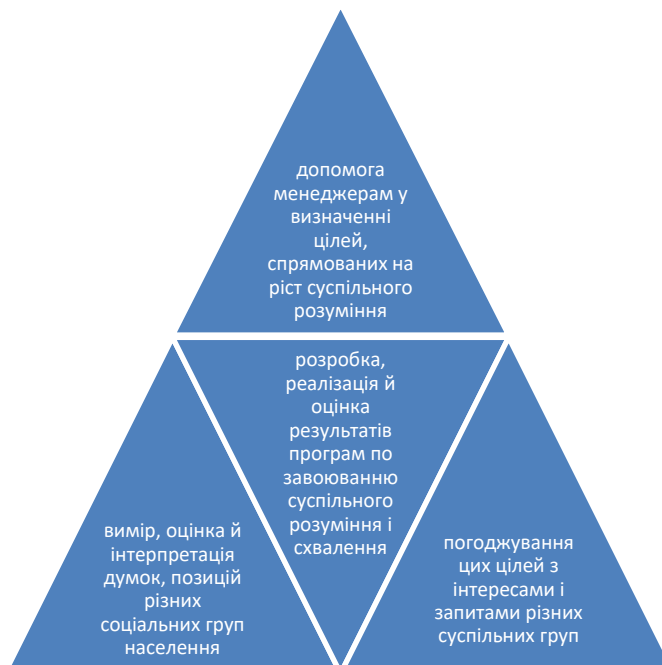 допомога
менеджерам у
визначенні
цілей,
спрямованих на
ріст суспільного
розуміння
вимір, оцінка й
інтерпретація
думок, позицій
різних
соціальних груп
населення
розробка,
реалізація й
оцінка
результатів
програм по
завоюванню
суспільного
розуміння і
схвалення
погоджування
цих цілей з
інтересами і
запитами різних
суспільних груп